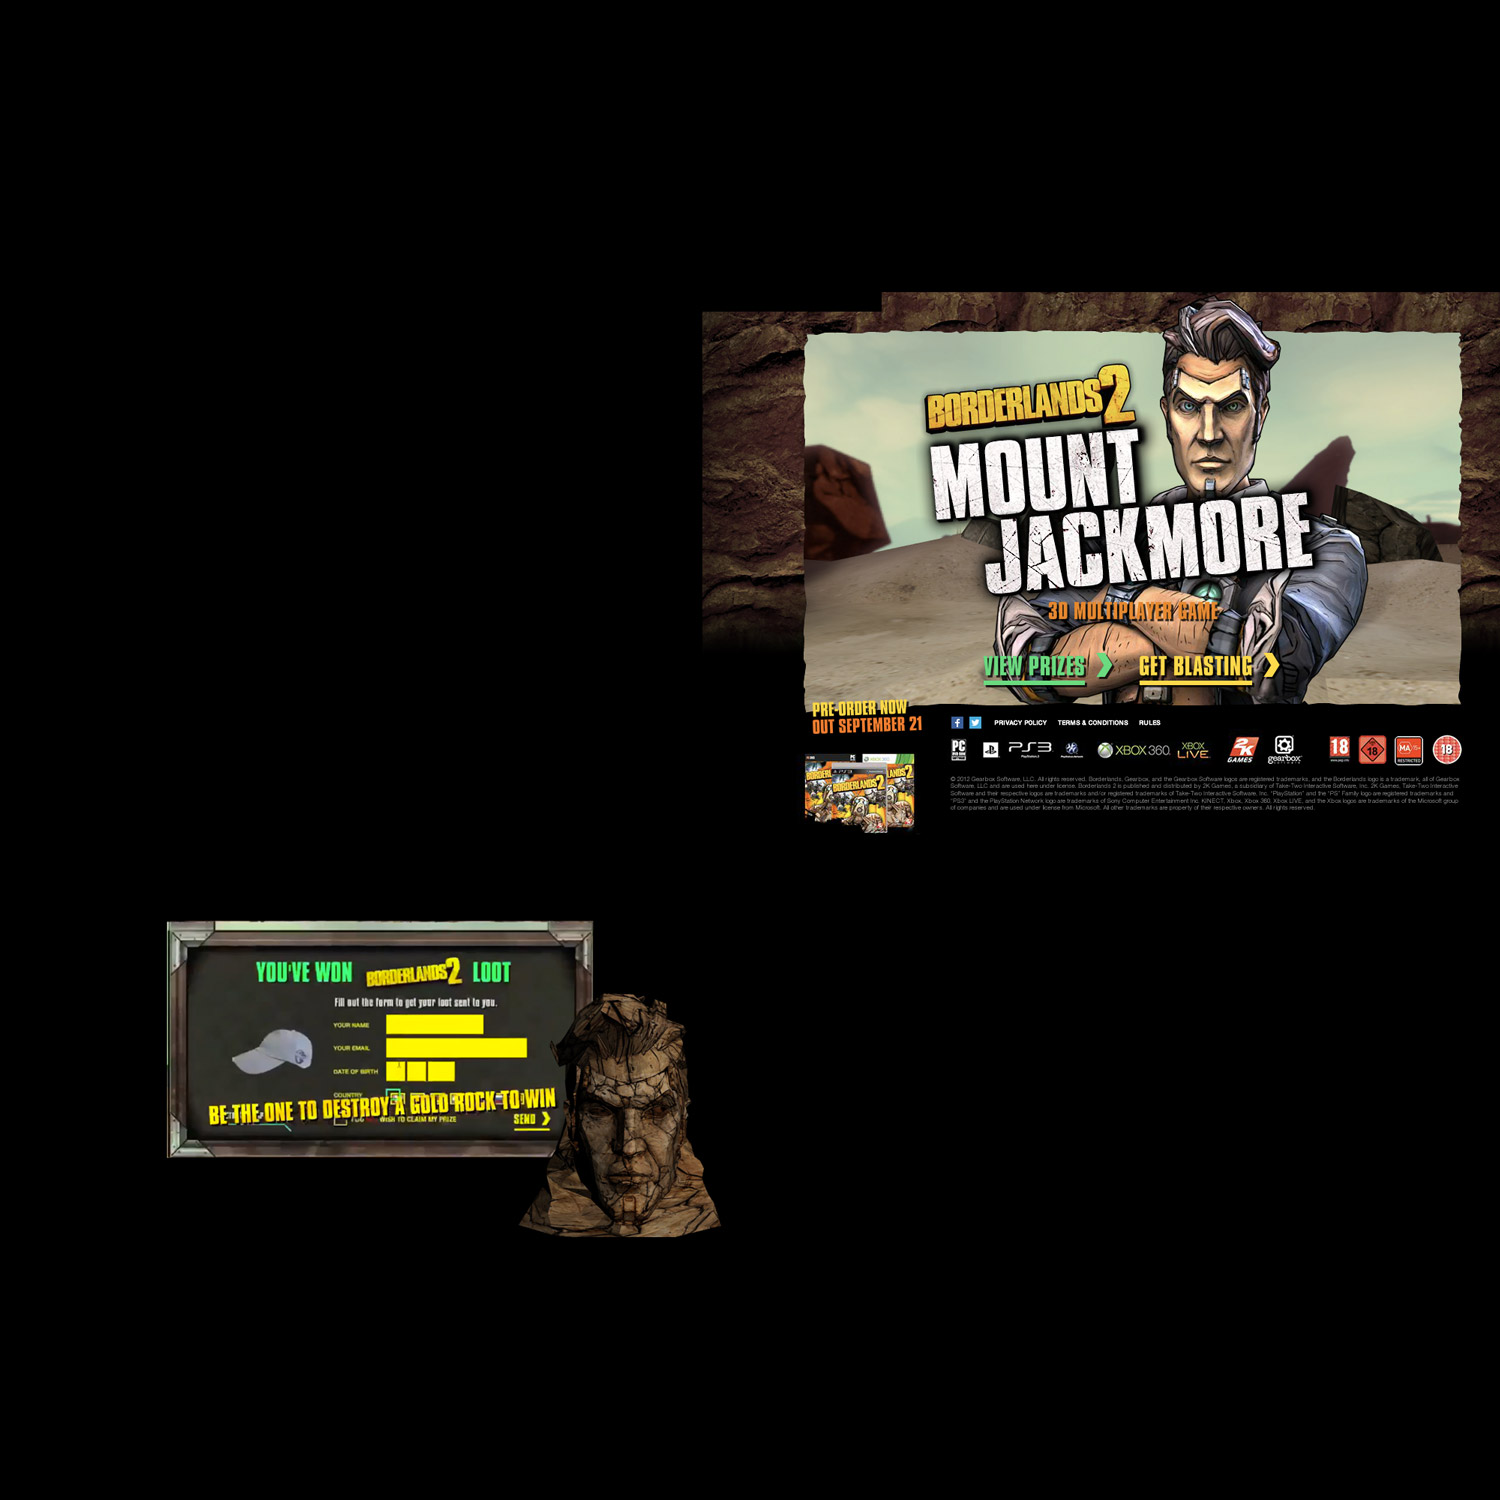 BORDERLANDS 2
MOUNT
JACKMORE
3D MULTIPLAYER GAME
VIEW PRIZES
GET BLASTING
PRE-ORDER NOW
OUT SEPTEMBER 21
PRIVACY POLICY TERMS & CONDITIONS RULES
PC PS3 XBOX 360. XBOX LIVE. 2K GAMES gearbox 18 18 MA 15+ RESTRICTED 18
BORDERLANDS 2
© 2012 Gearbox Software, LLC. All rights reserved. Borderlands, Gearbox, and the Gearbox Software logos are registered trademarks, and the Borderlands logo is a trademark, all of Gearbox
Software, LLC and are used here under license. Borderlands 2 is published and distributed by 2K Games, a subsidiary of Take-Two Interactive Software, Inc. 2K Games, Take-Two Interactive
Software and their respective logos are trademarks and/or registered trademarks of Take-Two Interactive Software, Inc. "PlayStation" and the "PS" Family logo are registered trademarks and
"PS3" and the PlayStation Network logo are trademarks of Sony Computer Entertainment Inc. KINECT, Xbox, Xbox 360, Xbox LIVE, and the Xbox logos are trademarks of the Microsoft group
of companies and are used under license from Microsoft. All other trademarks are property of their respective owners. All rights reserved.
YOU'VE WON BORDERLANDS 2 LOOT
Fill out the form to get your loot sent to you.
YOUR NAME
YOUR EMAIL
DATE OF BIRTH
COUNTRY
BE THE ONE TO DESTROY A GOLD ROCK TO WIN
WISH TO CLAIM MY PRIZE
SEND